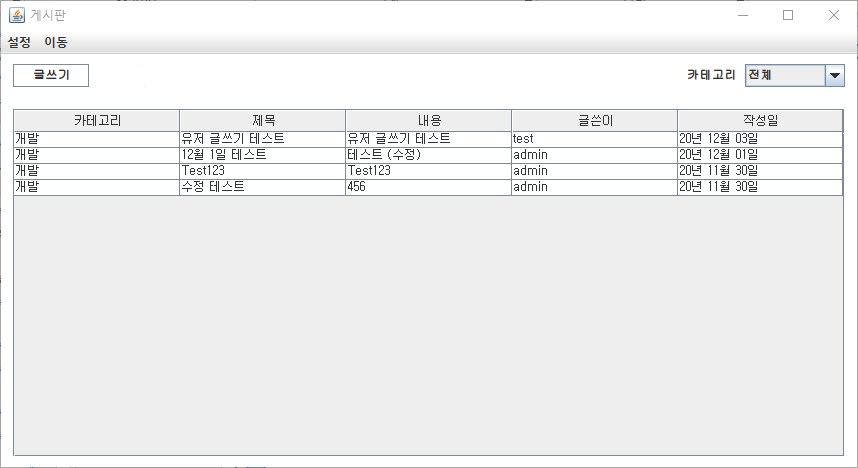 게시판
설정 이동
글쓰기 카테고리 전체
카테고리 제목 내용 글쓴이 작성일
개발 유저 글쓰기 테스트 유저 글쓰기 테스트 test 20년 12월 03일
개발 12월 1일 테스트 테스트 (수정) admin 20년 12월 01일
개발 Test123 Test123 admin 20년 11월 30일
개발 수정 테스트 456 admin 20년 11월 30일